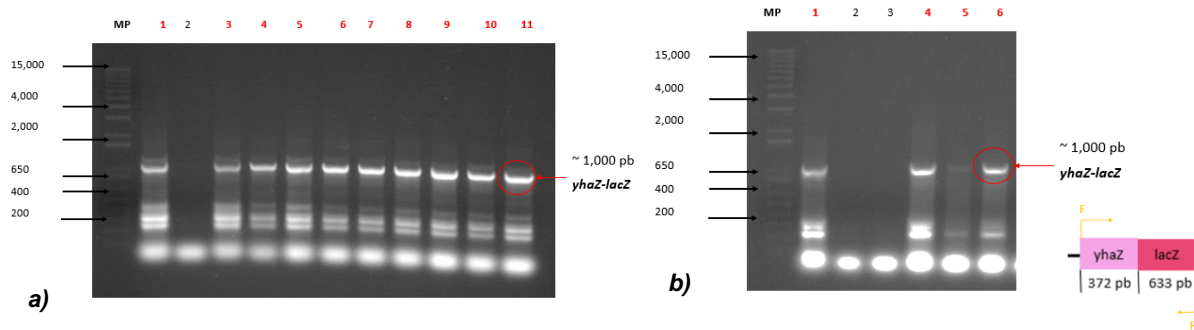 MP 1 2 3 4 5 6 7 8 9 10 11
15,000
4,000
2,000
650
400
200
~ 1,000 pb
yhaZ-lacZ
a)
MP 1 2 3 4 5 6
15,000
4,000
2,000
650
400
200
~ 1,000 pb
yhaZ-lacZ
b)
F
yhaZ lacZ
372 pb 633 pb
R